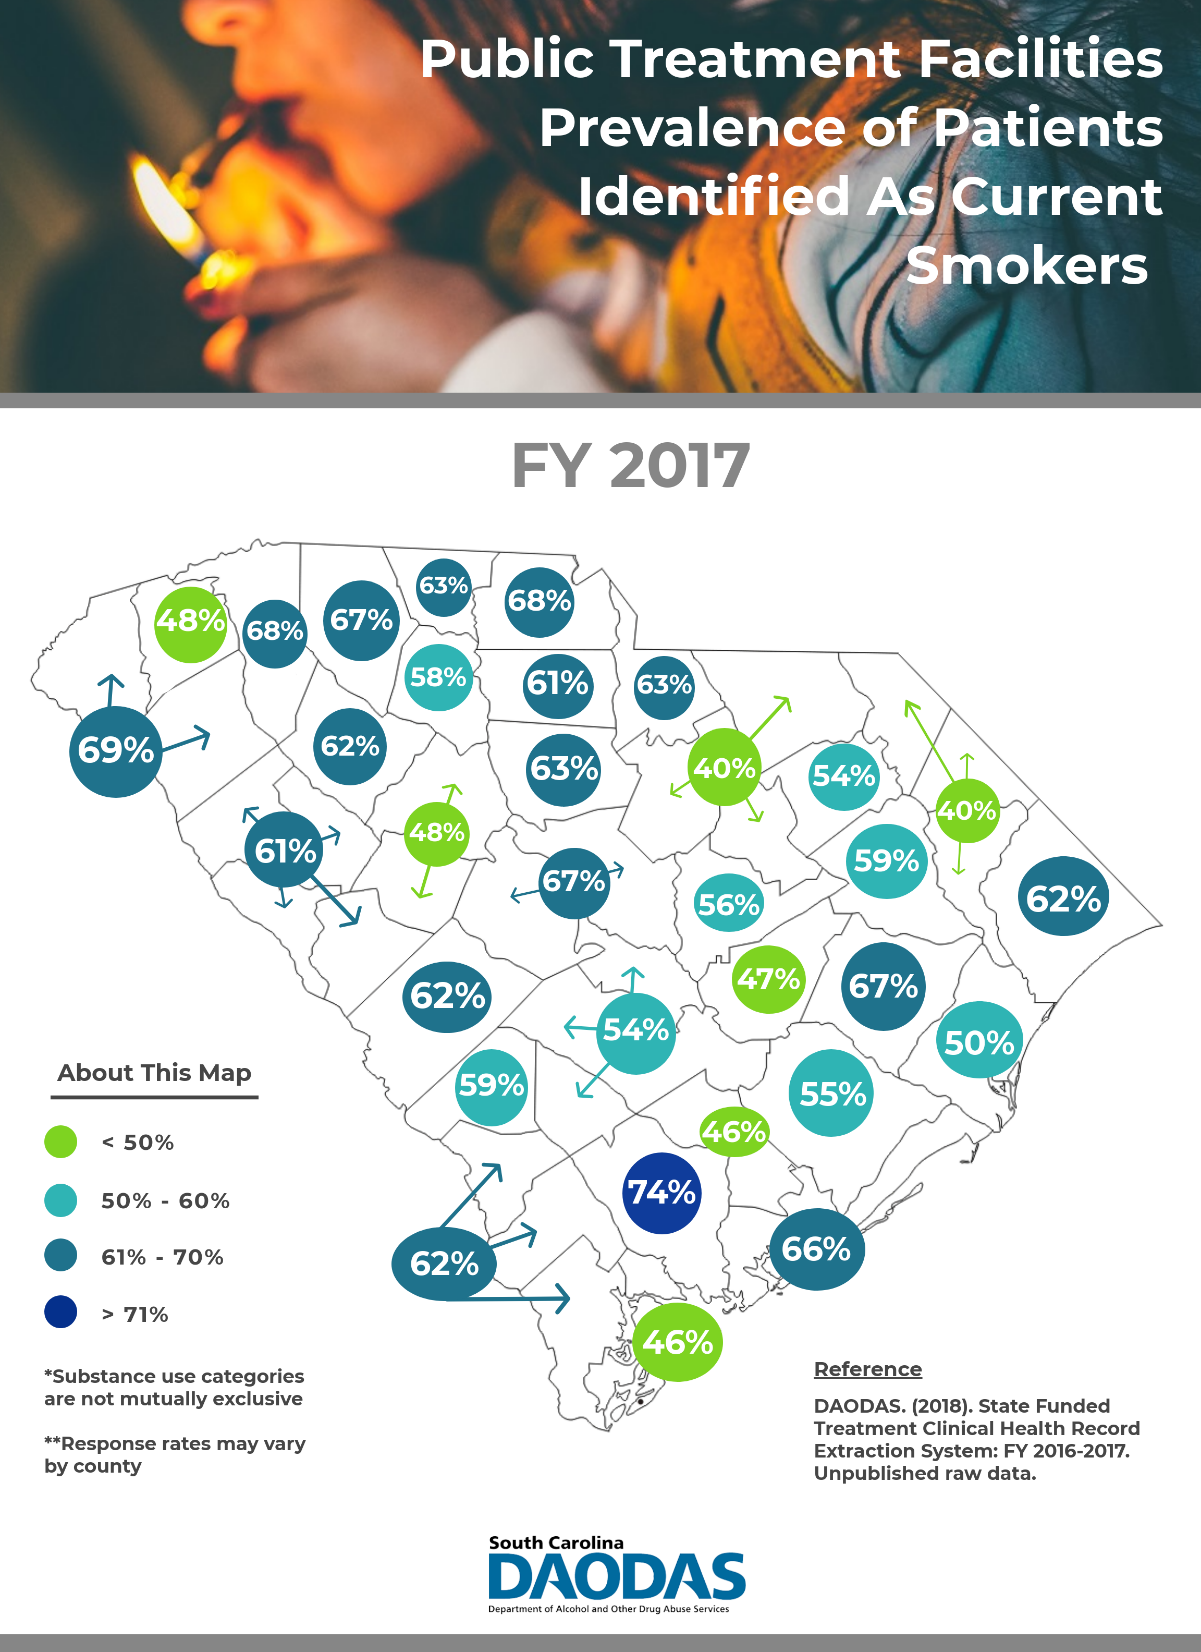 Public Treatment Facilities
Prevalence of Patients
Identified As Current
Smokers
FY 2017
63%
68%
48%
67%
68%
58%
61%
63%
69%
62%
63%
40%
54%
40%
48%
61%
59%
67%
62%
56%
47%
67%
62%
54%
50%
59%
55%
46%
74%
66%
62%
46%
About This Map
< 50%
50% - 60%
61% - 70%
> 71%
*Substance use categories
are not mutually exclusive
**Response rates may vary
by county
Reference
DAODAS. (2018). State Funded
Treatment Clinical Health Record
Extraction System: FY 2016-2017.
Unpublished raw data.
South Carolina
DAODAS
Department of Alcohol and Other Drug Abuse Services